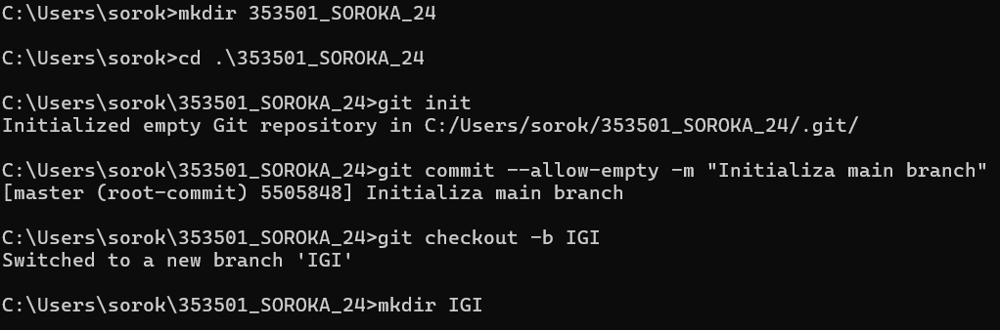 C:\Users\sorok>mkdir 353501_SOROKA_24
C:\Users\sorok>cd .\353501_SOROKA_24
C:\Users\sorok\353501_SOROKA_24>git init
Initialized empty Git repository in C:/Users/sorok/353501_SOROKA_24/.git/
C:\Users\sorok\353501_SOROKA_24>git commit --allow-empty -m "Initializa main branch"
[master (root-commit) 5505848] Initializa main branch
C:\Users\sorok\353501_SOROKA_24>git checkout -b IGI
Switched to a new branch 'IGI'
C:\Users\sorok\353501_SOROKA_24>mkdir IGI